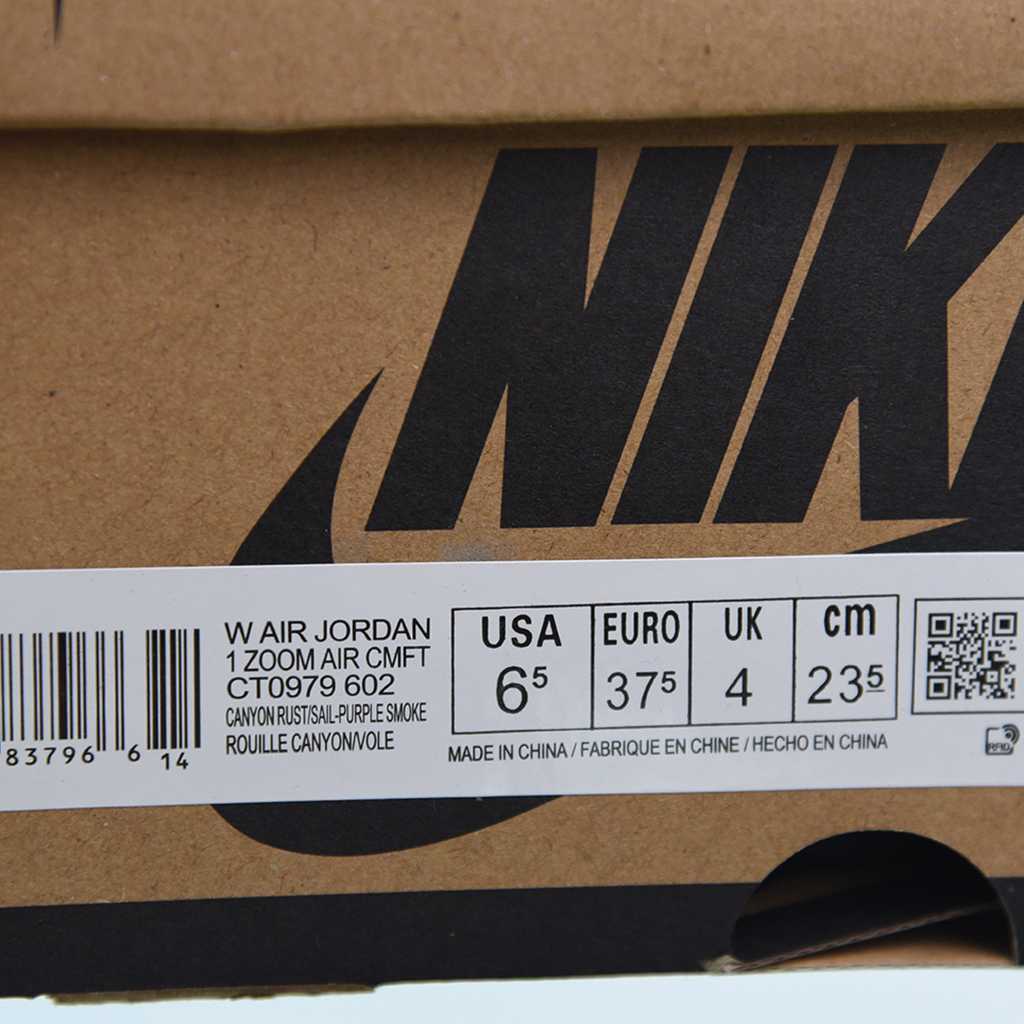 NIK
W AIR JORDAN
1 ZOOM AIR CMFT
CT0979 602
CANYON RUST/SAIL-PURPLE SMOKE
ROUILLE CANYON/VOLE
83796 6 14
USA EURO UK cm
6⁵ 37⁵ 4 23⁵
MADE IN CHINA / FABRIQUE EN CHINE / HECHO EN CHINA
RFID